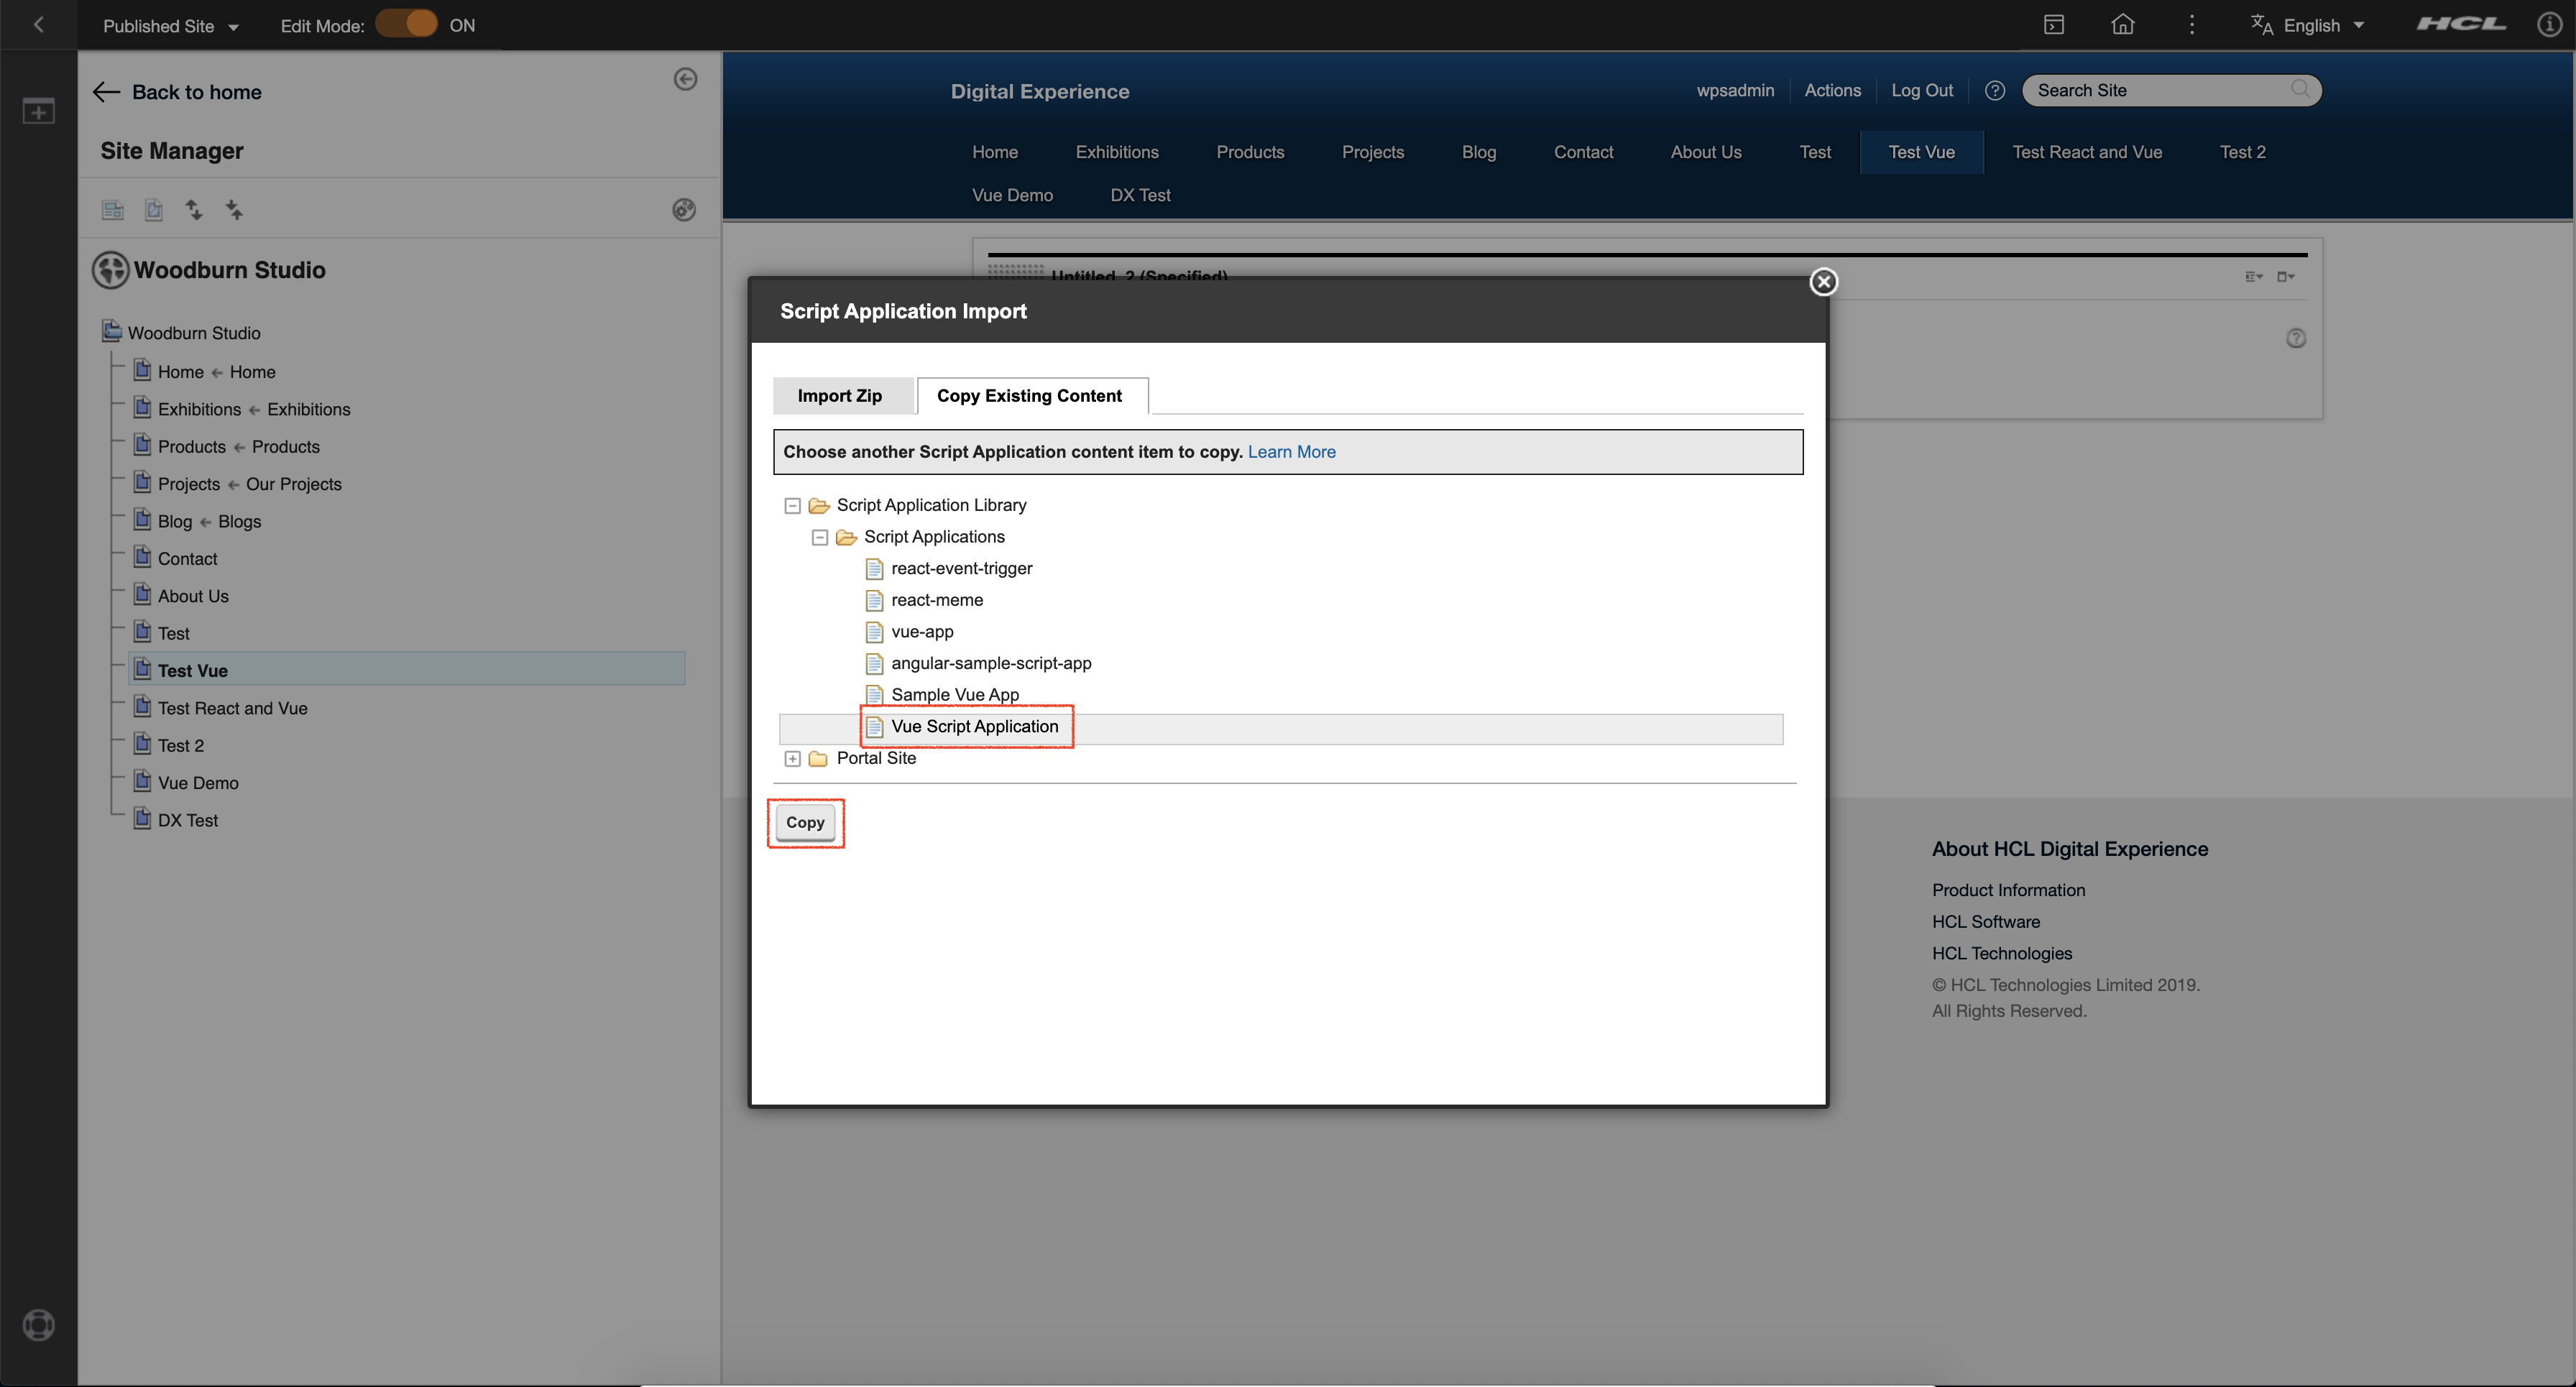 Published Site
Edit Mode: ON
English
HCL
Back to home
Site Manager
Woodburn Studio
Woodburn Studio
Home ← Home
Exhibitions ← Exhibitions
Products ← Products
Projects ← Our Projects
Blog ← Blogs
Contact
About Us
Test
Test Vue
Test React and Vue
Test 2
Vue Demo
DX Test
Digital Experience
wpsadmin
Actions
Log Out
Search Site
Home Exhibitions Products Projects Blog Contact About Us Test Test Vue Test React and Vue Test 2
Vue Demo DX Test
Untitled_2 (Specified)
Script Application Import
Import Zip
Copy Existing Content
Choose another Script Application content item to copy. Learn More
Script Application Library
Script Applications
react-event-trigger
react-meme
vue-app
angular-sample-script-app
Sample Vue App
Vue Script Application
Portal Site
Copy
About HCL Digital Experience
Product Information
HCL Software
HCL Technologies
© HCL Technologies Limited 2019.
All Rights Reserved.